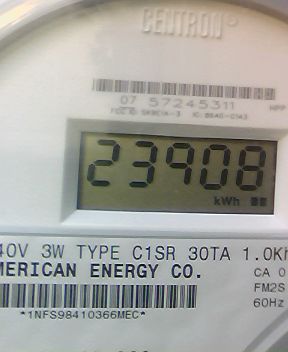 CENTRON®
07 57245311
23908
kWh
40V 3W TYPE C1SR 30TA 1.0Kh
MERICAN ENERGY CO.
CA 0
FM2S
60Hz
*1NFS98410366MEC*